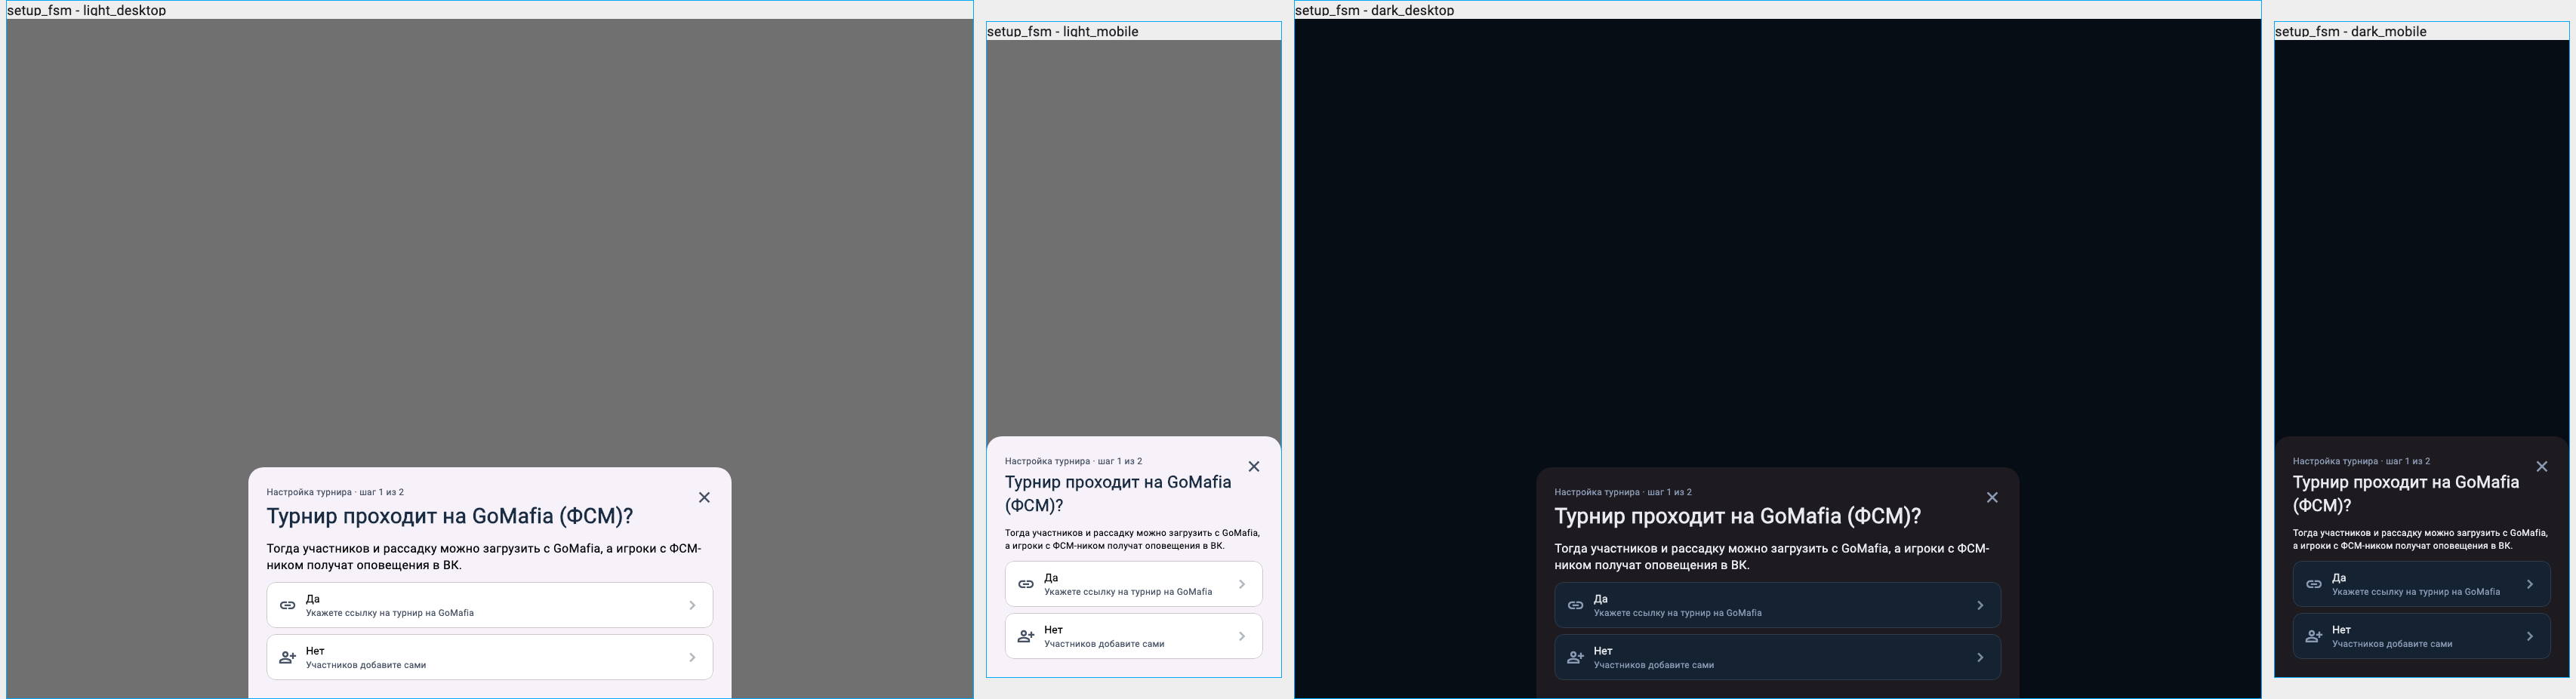 setup_fsm - light_desktop
Настройка турнира · шаг 1 из 2
Турнир проходит на GoMafia (ФСМ)?
Тогда участников и рассадку можно загрузить с GoMafia, а игроки с ФСМ-
ником получат оповещения в ВК.
Да
Укажете ссылку на турнир на GoMafia
Нет
Участников добавите сами
setup_fsm - light_mobile
Настройка турнира · шаг 1 из 2
Турнир проходит на GoMafia
(ФСМ)?
Тогда участников и рассадку можно загрузить с GoMafia,
а игроки с ФСМ-ником получат оповещения в ВК.
Да
Укажете ссылку на турнир на GoMafia
Нет
Участников добавите сами
setup_fsm - dark_desktop
Настройка турнира · шаг 1 из 2
Турнир проходит на GoMafia (ФСМ)?
Тогда участников и рассадку можно загрузить с GoMafia, а игроки с ФСМ-
ником получат оповещения в ВК.
Да
Укажете ссылку на турнир на GoMafia
Нет
Участников добавите сами
setup_fsm - dark_mobile
Настройка турнира · шаг 1 из 2
Турнир проходит на GoMafia
(ФСМ)?
Тогда участников и рассадку можно загрузить с GoMafia,
а игроки с ФСМ-ником получат оповещения в ВК.
Да
Укажете ссылку на турнир на GoMafia
Нет
Участников добавите сами